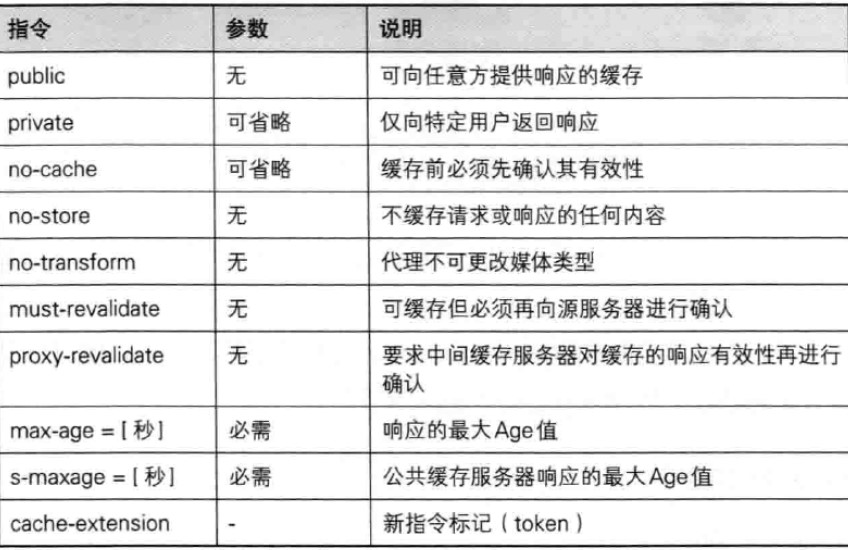 指令 参数 说明
public 无 可向任意方提供响应的缓存
private 可省略 仅向特定用户返回响应
no-cache 可省略 缓存前必须先确认其有效性
no-store 无 不缓存请求或响应的任何内容
no-transform 无 代理不可更改媒体类型
must-revalidate 无 可缓存但必须再向源服务器进行确认
proxy-revalidate 无 要求中间缓存服务器对缓存的响应有效性再进行
确认
max-age = [ 秒] 必需 响应的最大Age值
s-maxage = [ 秒] 必需 公共缓存服务器响应的最大Age值
cache-extension - 新指令标记（token）